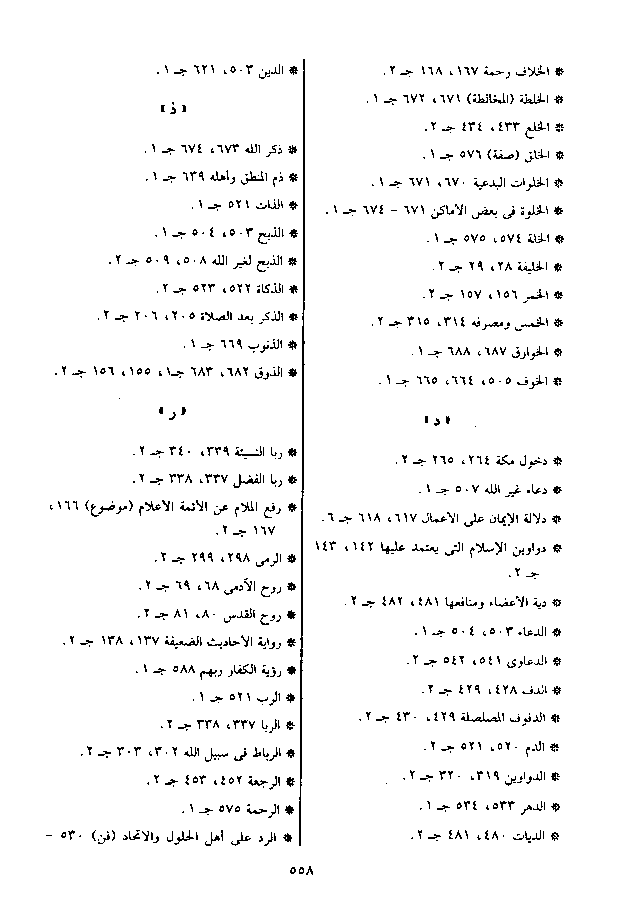 * الخلاف رحمة ١٦٧، ١٦٨ جـ ٢.
* الخلطة (المخالطة) ٦٧١، ٦٧٢ جـ ١.
* الخلع ٤٣٣، ٤٣٤ جـ ٢.
* الخلق (صفة) ٥٧٦ جـ ١.
* الخلوات البدعية ٦٧٠، ٦٧١ جـ ١.
* الخلوة فى بعض الأماكن ٦٧١ - ٦٧٤ جـ ١.
* الخلة ٥٧٤، ٥٧٥ جـ ١.
* الخليفة ٢٨، ٢٩ جـ ٢.
* الخمر ١٥٦، ١٥٧ جـ ٢.
* الخمس ومصرفه ٣١٤، ٣١٥ جـ ٢.
* الخوارق ٦٨٧، ٦٨٨ جـ ١.
* الخوف ٥٠٥، ٦٦٤، ٦٦٥ جـ ١.
« د »
* دخول مكة ٢٦٤، ٢٦٥ جـ ٢.
* دعاء غير الله ٥٠٧ جـ ١.
* دلالة الإيمان على الأعمال ٦١٧، ٦١٨ جـ ٦.
* دواوين الإسلام التى يعتمد عليها ١٤٢، ١٤٣
جـ ٢.
* دية الأعضاء ومنافعها ٤٨١، ٤٨٢ جـ ٢.
* الدعاء ٥٠٣، ٥٠٤ جـ ١.
* الدعاوى ٥٤١، ٥٤٢ جـ ٢.
* الدف ٤٢٨، ٤٢٩ جـ ٢.
* الدفوف المصلصلة ٤٢٩، ٤٣٠ جـ ٢.
* الدم ٥٢٠، ٥٢١ جـ ٢.
* الدواوين ٣١٩، ٣٢٠ جـ ٢.
* الدهر ٥٣٣، ٥٣٤ جـ ١.
* الديات ٤٨٠، ٤٨١ جـ ٢.
* الدين ٥٠٣، ٦٢١ جـ ١.
« ذ »
* ذكر الله ٦٧٣، ٦٧٤ جـ ١.
* ذم المنطق وأهله ٦٣٩ جـ ١.
* الذات ٥٢١ جـ ١.
* الذبح ٥٠٣، ٥٠٤ جـ ١.
* الذبح لغير الله ٥٠٨، ٥٠٩ جـ ٢.
* الذكاة ٥٢٢، ٥٢٣ جـ ٢.
* الذكر بعد الصلاة ٢٠٥، ٢٠٦ جـ ٢.
* الذنوب ٦٦٩ جـ ١.
* الذوق ٦٨٢، ٦٨٣ جـ١، ١٥٥، ١٥٦ جـ ٢.
« ر »
* ربا النسيئة ٣٣٩، ٣٤٠ جـ ٢.
* ربا الفضل ٣٣٧، ٣٣٨ جـ ٢.
* رفع الملام عن الأئمة الأعلام (موضوع) ١٦٦،
١٦٧ جـ ٢.
* الرمى ٢٩٨، ٢٩٩ جـ ٢.
* روح الآدمى ٦٨، ٦٩ جـ ٢.
* روح القدس ٨٠، ٨١ جـ ٢.
* رواية الأحاديث الضعيفة ١٣٧، ١٣٨ جـ ٢.
* رؤية الكفار ربهم ٥٨٨ جـ ١.
* الرب ٥٢١ جـ ١.
* الربا ٣٣٧، ٣٣٨ جـ ٢.
* الرباط فى سبيل الله ٣٠٢، ٣٠٣ جـ ٢.
* الرجعة ٤٥٢، ٤٥٣ جـ ٢.
* الرحمة ٥٧٥ جـ ١.
* الرد على أهل الحلول والاتحاد (فن) ٥٣٠ -
٥٥٨